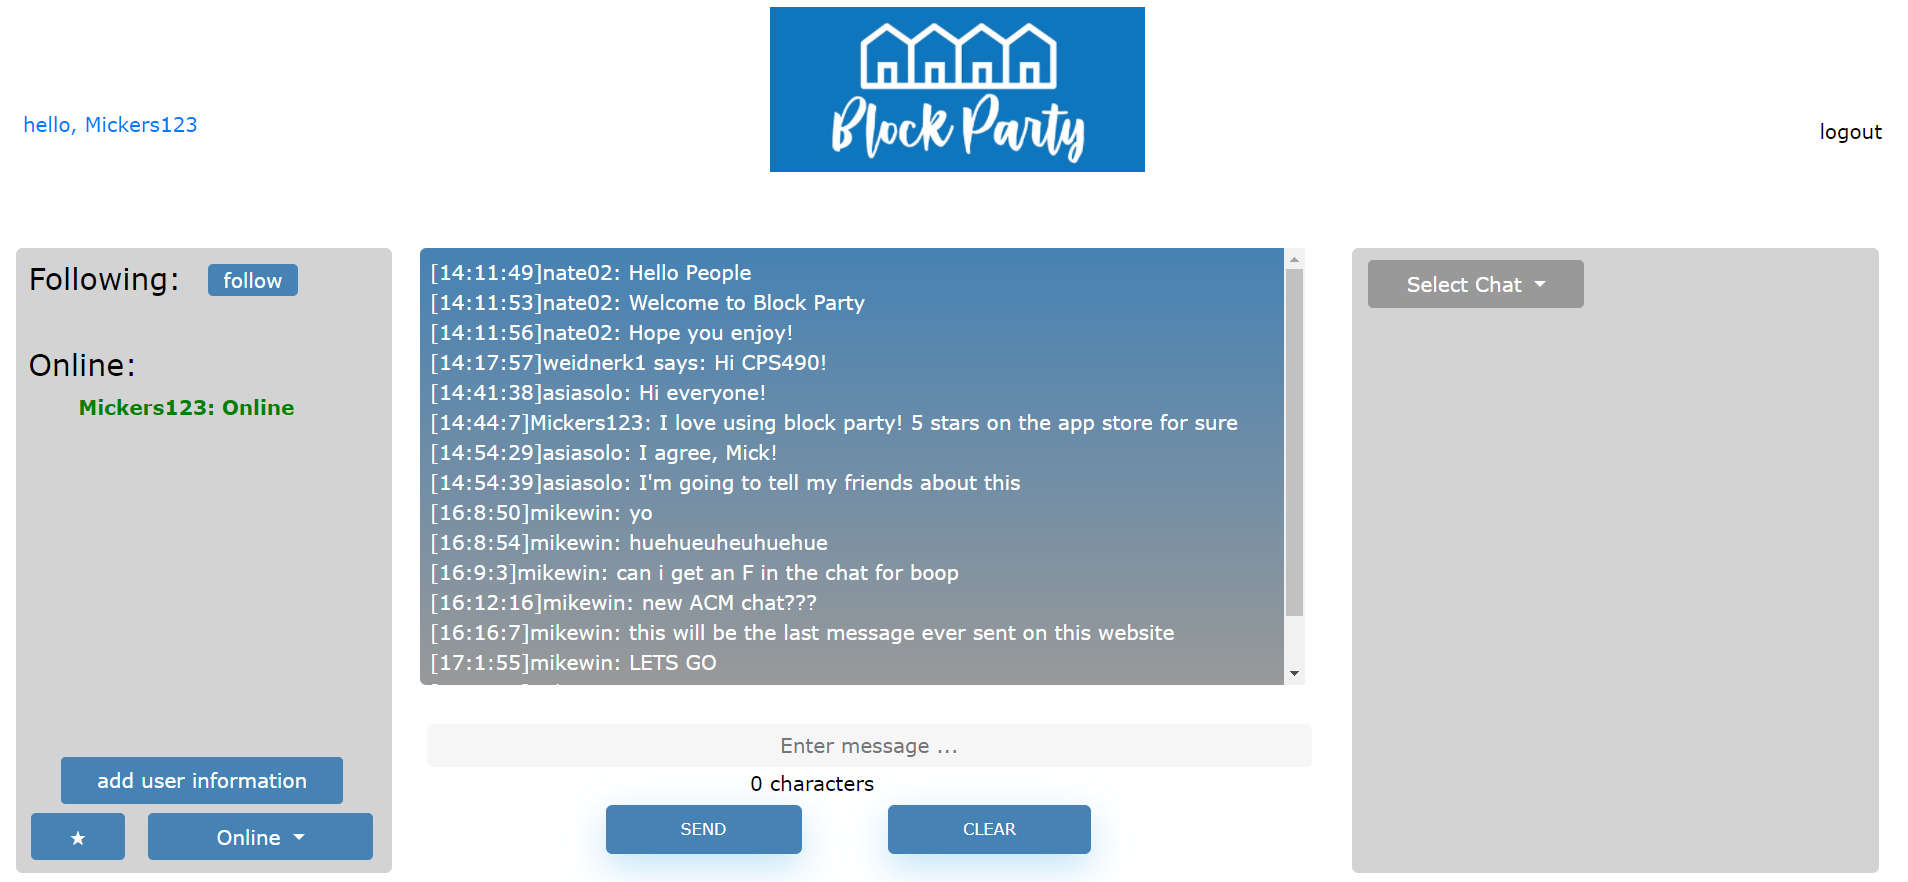 Block Party
hello, Mickers123
logout
Following:
follow
Online:
Mickers123: Online
add user information
★
Online
[14:11:49]nate02: Hello People
[14:11:53]nate02: Welcome to Block Party
[14:11:56]nate02: Hope you enjoy!
[14:17:57]weidnerk1 says: Hi CPS490!
[14:41:38]asiasolo: Hi everyone!
[14:44:7]Mickers123: I love using block party! 5 stars on the app store for sure
[14:54:29]asiasolo: I agree, Mick!
[14:54:39]asiasolo: I'm going to tell my friends about this
[16:8:50]mikewin: yo
[16:8:54]mikewin: huehueuheuhuehue
[16:9:3]mikewin: can i get an F in the chat for boop
[16:12:16]mikewin: new ACM chat???
[16:16:7]mikewin: this will be the last message ever sent on this website
[17:1:55]mikewin: LETS GO
Enter message ...
0 characters
SEND
CLEAR
Select Chat